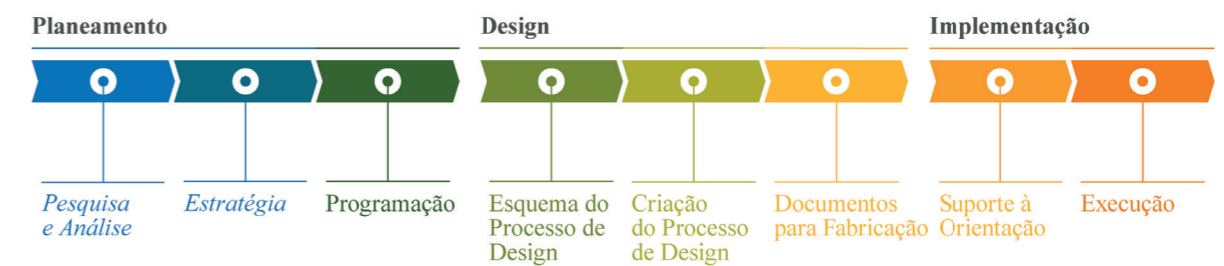 Planeamento
Design
Implementação
Pesquisa
e Análise
Estratégia
Programação
Esquema do
Processo de
Design
Criação
do Processo
de Design
Documentos
para Fabricação
Suporte à
Orientação
Execução